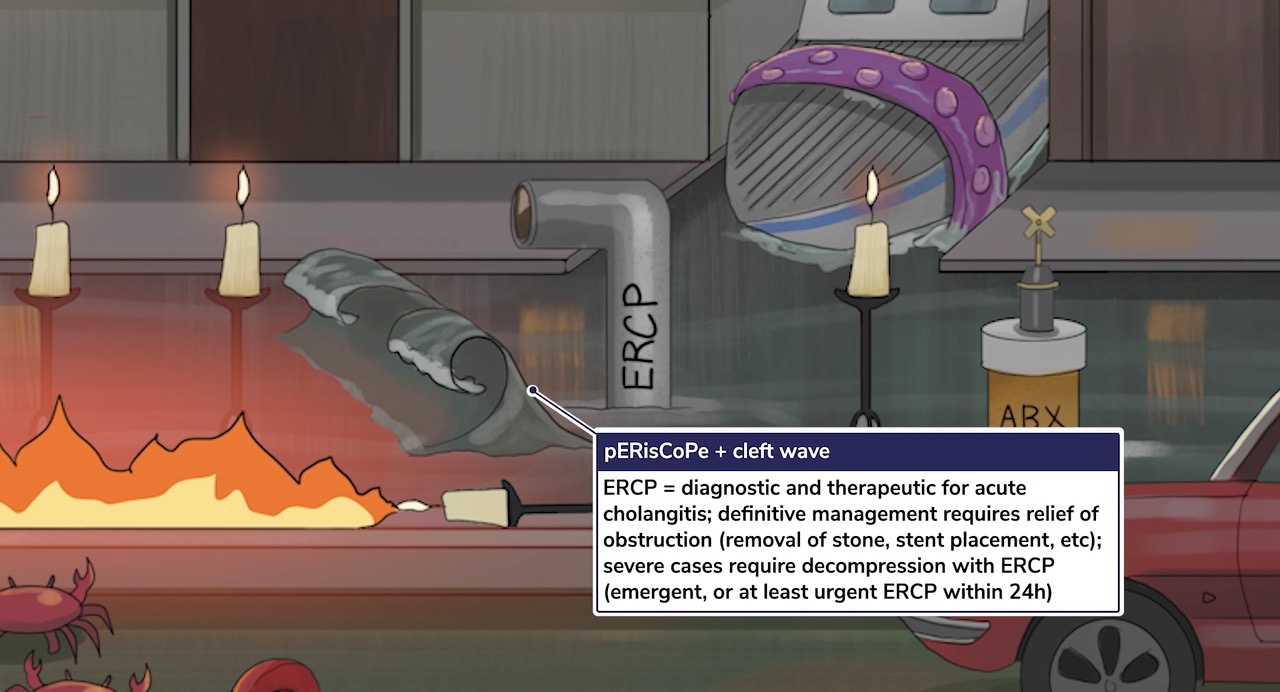 ERCP
ABX
pERisCoPe + cleft wave
ERCP = diagnostic and therapeutic for acute
cholangitis; definitive management requires relief of
obstruction (removal of stone, stent placement, etc);
severe cases require decompression with ERCP
(emergent, or at least urgent ERCP within 24h)